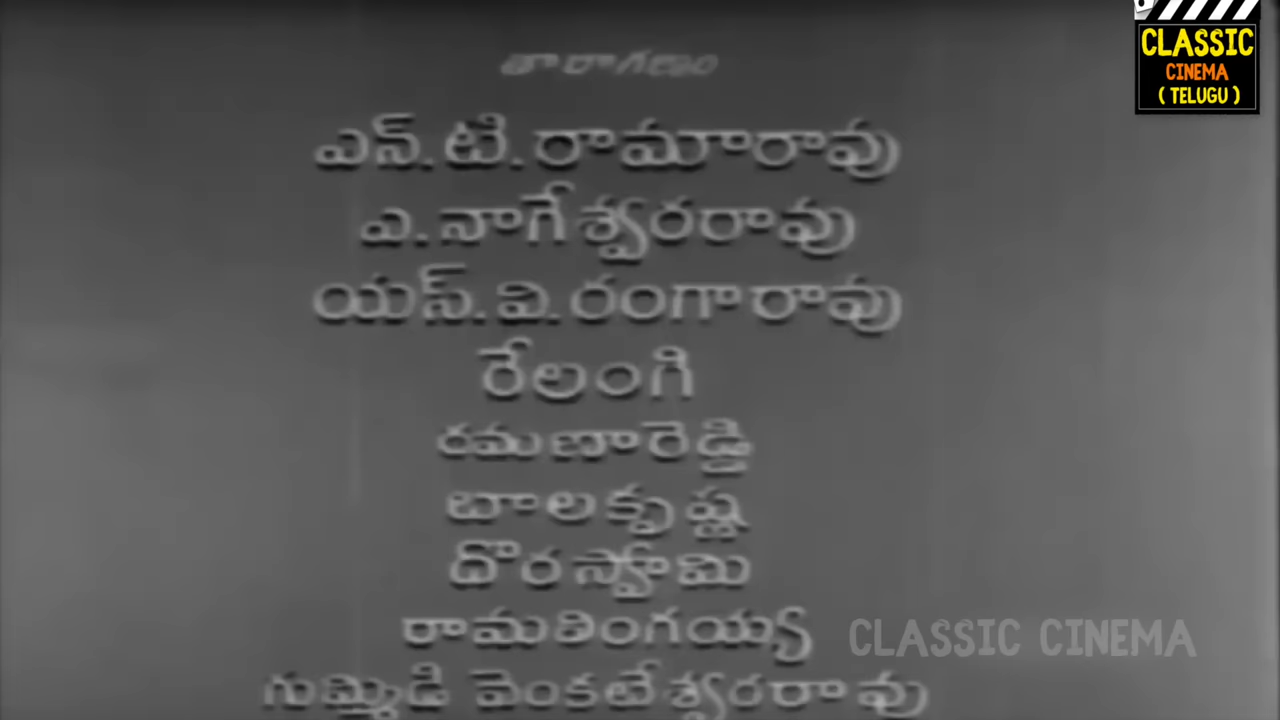 CLASSIC
CINEMA
( TELUGU )
తారాగణం
ఎన్. టి. రామారావు
ఎ. నాగేశ్వరరావు
యస్. వి. రంగారావు
రేలంగి
రమణారెడ్డి
బాలకృష్ణ
దొరస్వామి
రామలింగయ్య
గుమ్మడి వెంకటేశ్వరరావు
CLASSIC CINEMA